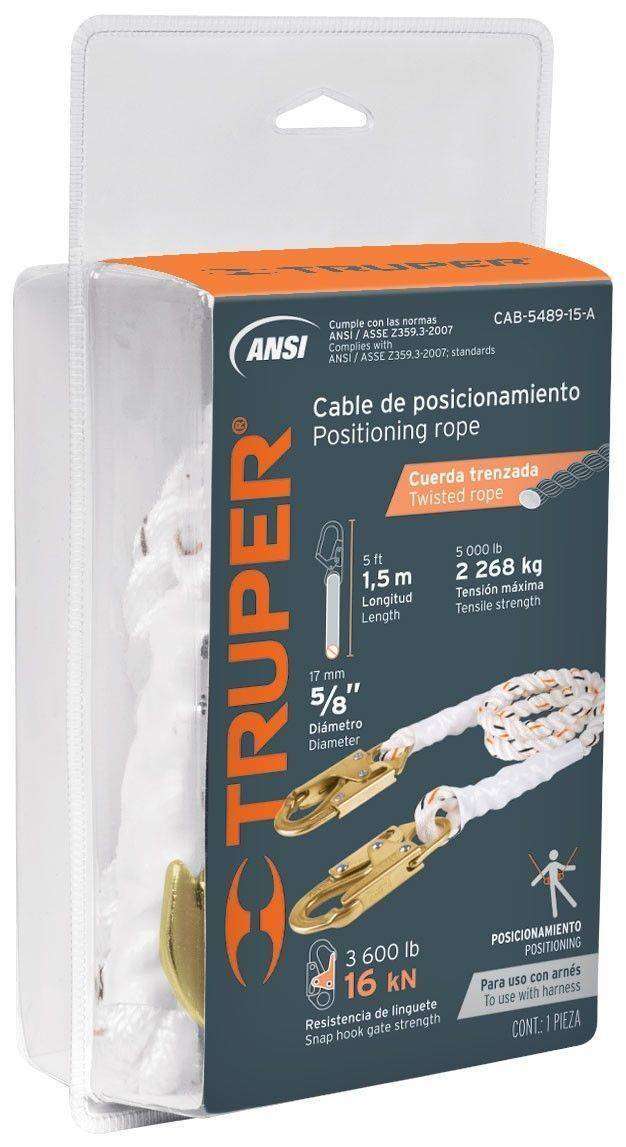 TRUPER
ANSI
Cumple con las normas
ANSI / ASSE Z359.3-2007
Complies with
ANSI / ASSE Z359.3-2007; standards
CAB-5489-15-A
Cable de posicionamiento
Positioning rope
Cuerda trenzada
Twisted rope
TRUPER®
5 ft
1,5 m
Longitud
Length
5 000 lb
2 268 kg
Tensión máxima
Tensile strength
17 mm
5/8"
Diámetro
Diameter
3 600 lb
16 kN
Resistencia de linguete
Snap hook gate strength
POSICIONAMIENTO
POSITIONING
Para uso con arnés
To use with harness
CONT.: 1 PIEZA